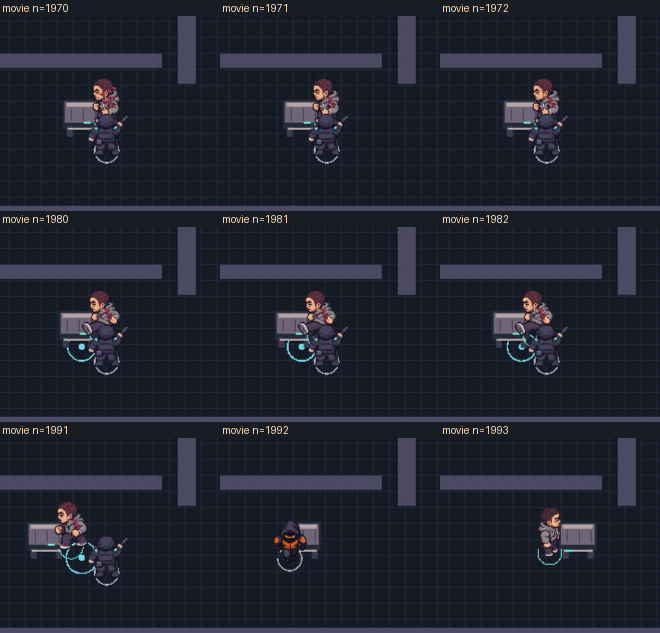 movie n=1970
movie n=1971
movie n=1972
movie n=1980
movie n=1981
movie n=1982
movie n=1991
movie n=1992
movie n=1993